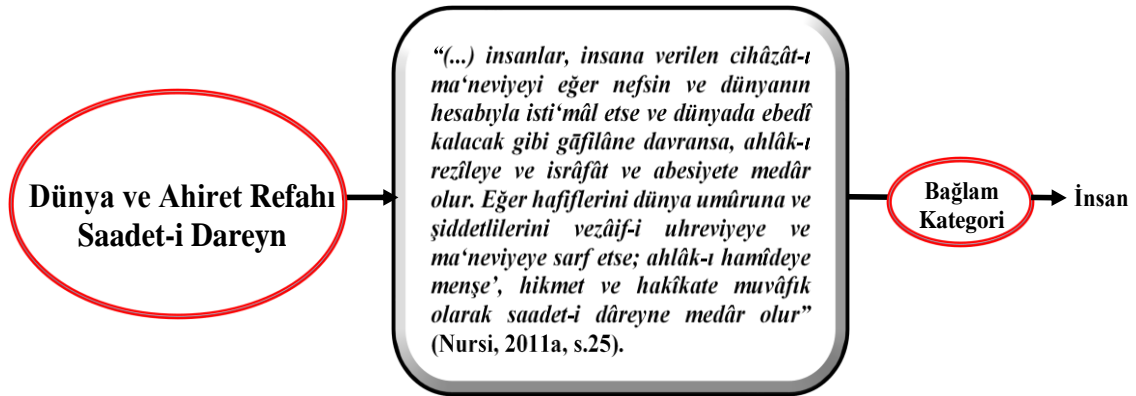 Dünya ve Ahiret Refahı
Saadet-i Dareyn
“(...) insanlar, insana verilen cihâzât-ı
ma‘neviyeyi eğer nefsin ve dünyanın
hesabıyla isti‘mâl etse ve dünyada ebedî
kalacak gibi gāfilâne davransa, ahlâk-ı
rezîleye ve isrâfât ve abesiyete medâr
olur. Eğer hafiflerini dünya umûruna ve
şiddetlilerini vezâif-i uhreviyeye ve
ma‘neviyeye sarf etse; ahlâk-ı hamîdeye
menşe’, hikmet ve hakîkate muvâfık
olarak saadet-i dâreyne medâr olur”
(Nursi, 2011a, s.25).
Bağlam
Kategori
İnsan